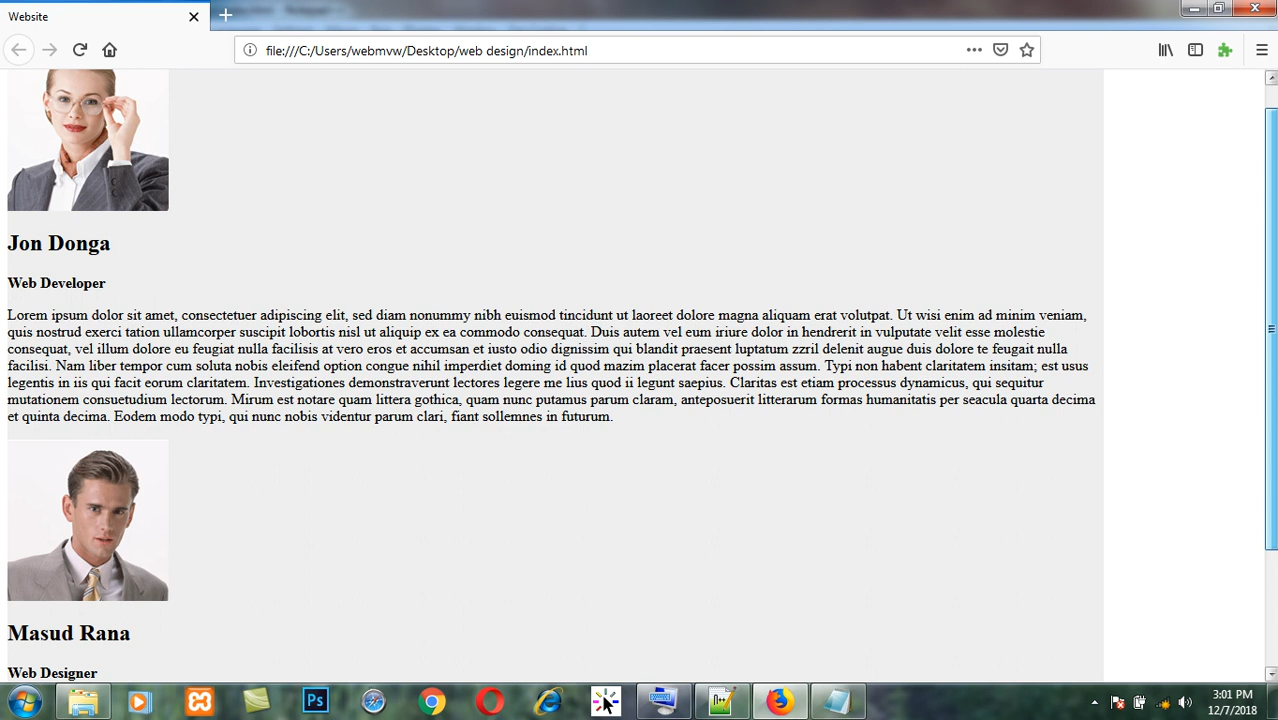 Website
file:///C:/Users/webmvw/Desktop/web design/index.html
Jon Donga
Web Developer
Lorem ipsum dolor sit amet, consectetuer adipiscing elit, sed diam nonummy nibh euismod tincidunt ut laoreet dolore magna aliquam erat volutpat. Ut wisi enim ad minim veniam,
quis nostrud exerci tation ullamcorper suscipit lobortis nisl ut aliquip ex ea commodo consequat. Duis autem vel eum iriure dolor in hendrerit in vulputate velit esse molestie
consequat, vel illum dolore eu feugiat nulla facilisis at vero eros et accumsan et iusto odio dignissim qui blandit praesent luptatum zzril delenit augue duis dolore te feugait nulla
facilisi. Nam liber tempor cum soluta nobis eleifend option congue nihil imperdiet doming id quod mazim placerat facer possim assum. Typi non habent claritatem insitam; est usus
legentis in iis qui facit eorum claritatem. Investigationes demonstraverunt lectores legere me lius quod ii legunt saepius. Claritas est etiam processus dynamicus, qui sequitur
mutationem consuetudium lectorum. Mirum est notare quam littera gothica, quam nunc putamus parum claram, anteposuerit litterarum formas humanitatis per seacula quarta decima
et quinta decima. Eodem modo typi, qui nunc nobis videntur parum clari, fiant sollemnes in futurum.
Masud Rana
Web Designer
Ps
n++
3:01 PM
12/7/2018